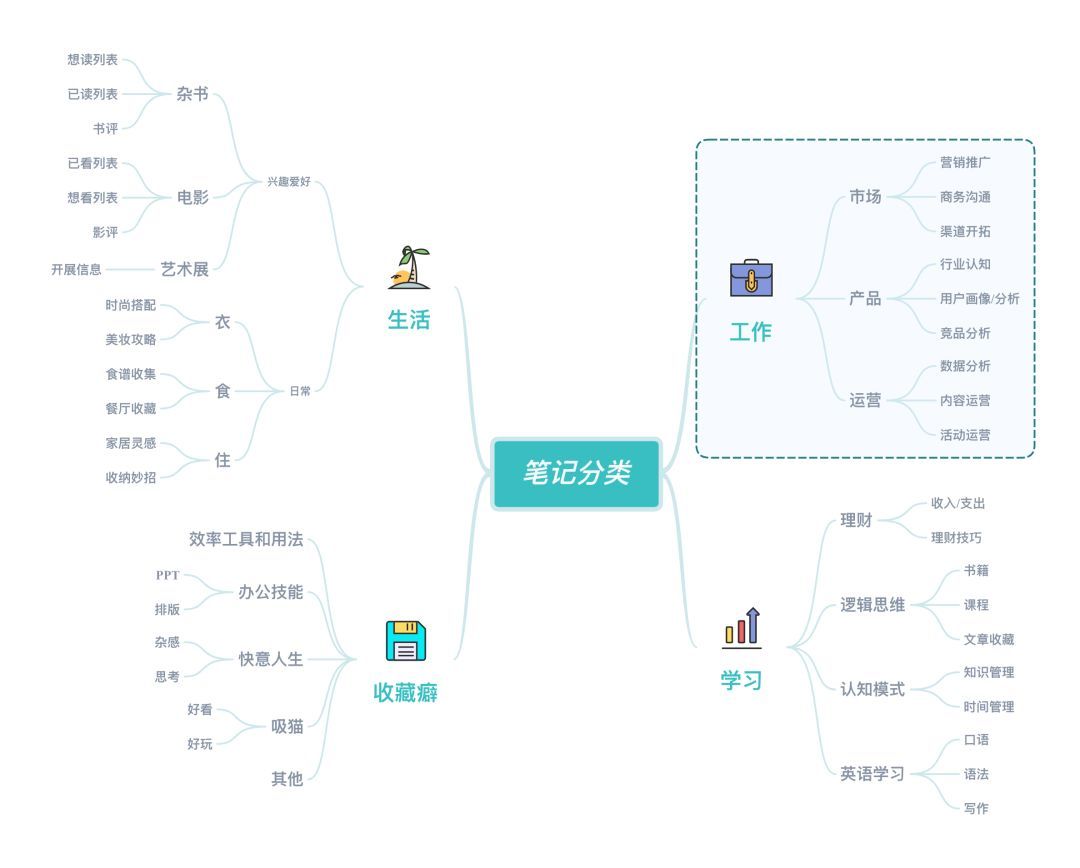 笔记分类
生活
兴趣爱好
杂书
想读列表
已读列表
书评
电影
已看列表
想看列表
影评
艺术展
开展信息
日常
衣
时尚搭配
美妆攻略
食
食谱收集
餐厅收藏
住
家居灵感
收纳妙招
收藏癖
效率工具和用法
办公技能
PPT
排版
快意人生
杂感
思考
吸猫
好看
好玩
其他
工作
市场
营销推广
商务沟通
渠道开拓
产品
行业认知
用户画像/分析
竞品分析
运营
数据分析
内容运营
活动运营
学习
理财
收入/支出
理财技巧
逻辑思维
书籍
课程
文章收藏
认知模式
知识管理
时间管理
英语学习
口语
语法
写作